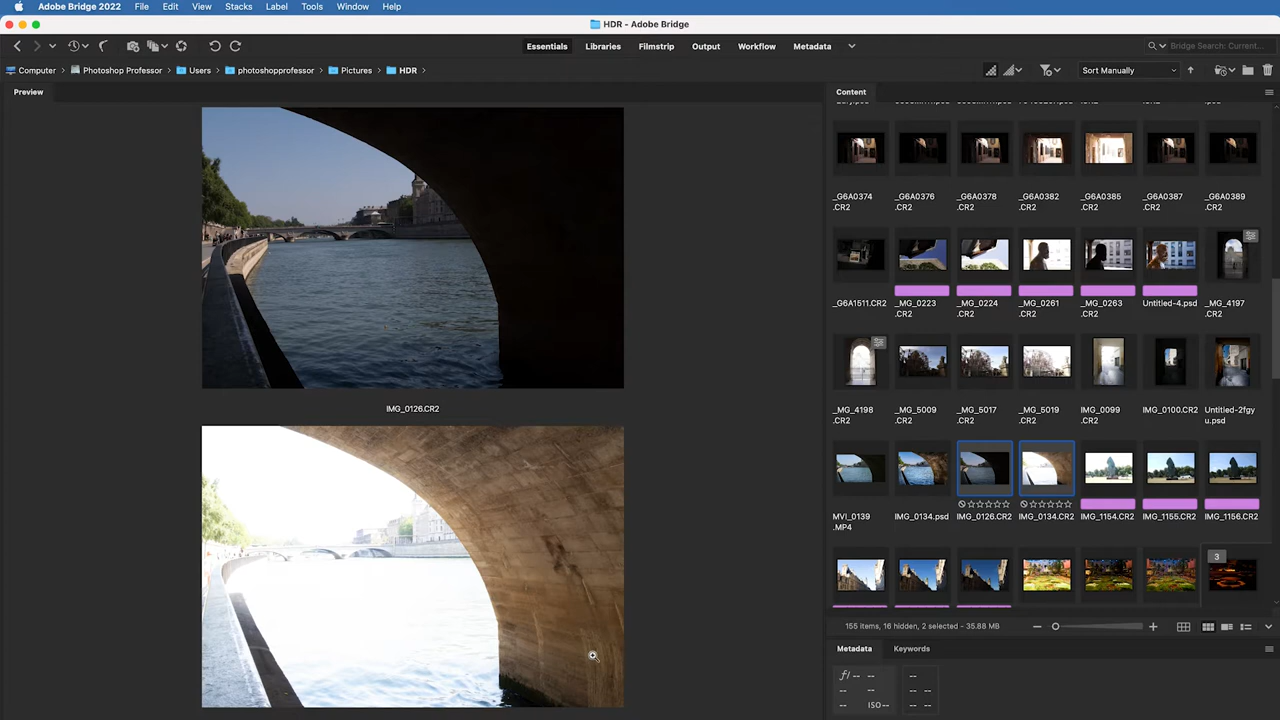 Adobe Bridge 2022 File Edit View Stacks Label Tools Window Help
HDR - Adobe Bridge
Essentials Libraries Filmstrip Output Workflow Metadata Bridge Search: Current...
Computer Photoshop Professor Users photoshopprofessor Pictures HDR Sort Manually
Preview
Content
_G6A0374 .CR2
_G6A0376 .CR2
_G6A0378 .CR2
_G6A0382 .CR2
_G6A0385 .CR2
_G6A0387 .CR2
_G6A0389 .CR2
_G6A1511.CR2
_MG_0223 .CR2
_MG_0224 .CR2
_MG_0261 .CR2
_MG_0263 .CR2
Untitled-4.psd
_MG_4197 .CR2
_MG_4198 .CR2
_MG_5009 .CR2
_MG_5017 .CR2
_MG_5019 .CR2
IMG_0099 .CR2
IMG_0100.CR2
Untitled-2fgy u.psd
IMG_0126.CR2
MVI_0139 .MP4
IMG_0134.psd
IMG_0126.CR2
IMG_0134.CR2
IMG_1154.CR2
IMG_1155.CR2
IMG_1156.CR2
3
155 items, 16 hidden, 2 selected - 35.88 MB
Metadata Keywords
f/ -- -- --
-- -- -- --
-- ISO-- -- --